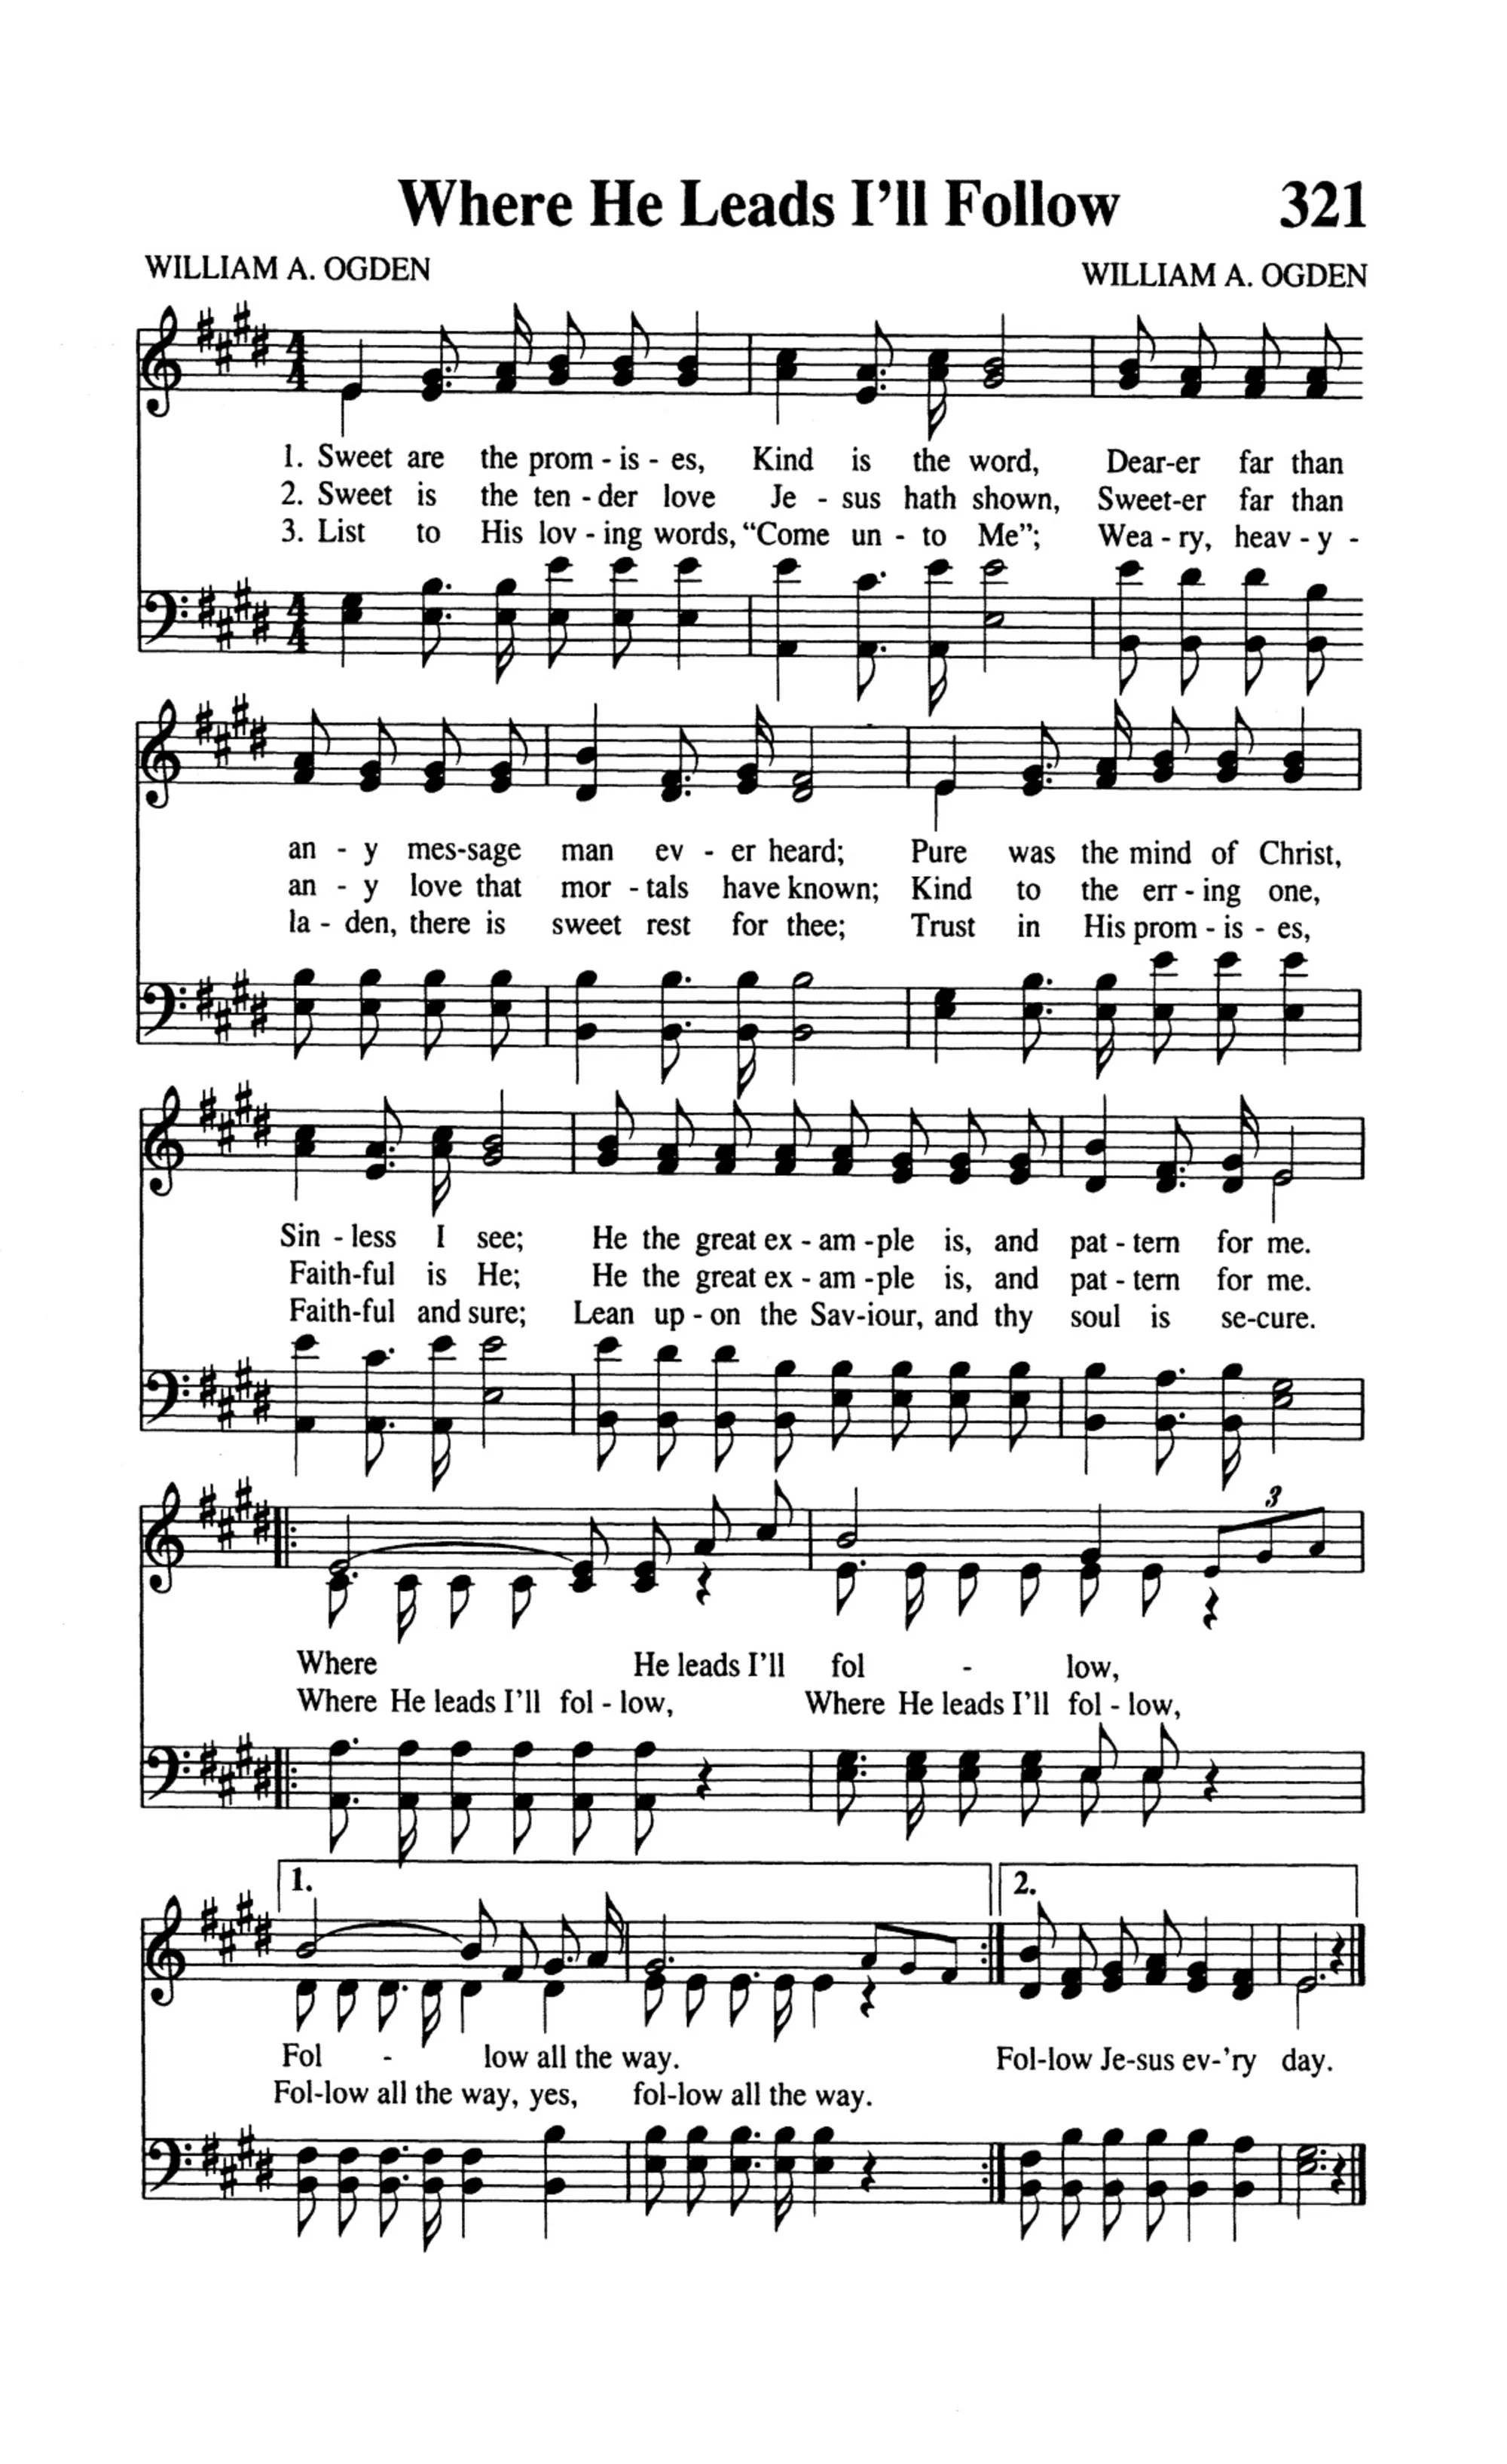 Where He Leads I'll Follow 321
WILLIAM A. OGDEN WILLIAM A. OGDEN
4 4
1. Sweet are the prom - is - es, Kind is the word, Dear-er far than
2. Sweet is the ten - der love Je - sus hath shown, Sweet-er far than
3. List to His lov - ing words, “Come un - to Me”; Wea - ry, heav - y -
4 4
an - y mes-sage man ev - er heard; Pure was the mind of Christ,
an - y love that mor - tals have known; Kind to the err - ing one,
la - den, there is sweet rest for thee; Trust in His prom - is - es,
Sin - less I see; He the great ex - am -ple is, and pat - tern for me.
Faith-ful is He; He the great ex - am -ple is, and pat - tern for me.
Faith-ful and sure; Lean up - on the Sav-iour, and thy soul is se-cure.
3
Where He leads I'll fol - low,
Where He leads I'll fol - low, Where He leads I'll fol - low,
1. 2.
Fol - low all the way. Fol-low Je-sus ev-'ry day.
Fol-low all the way, yes, fol-low all the way.